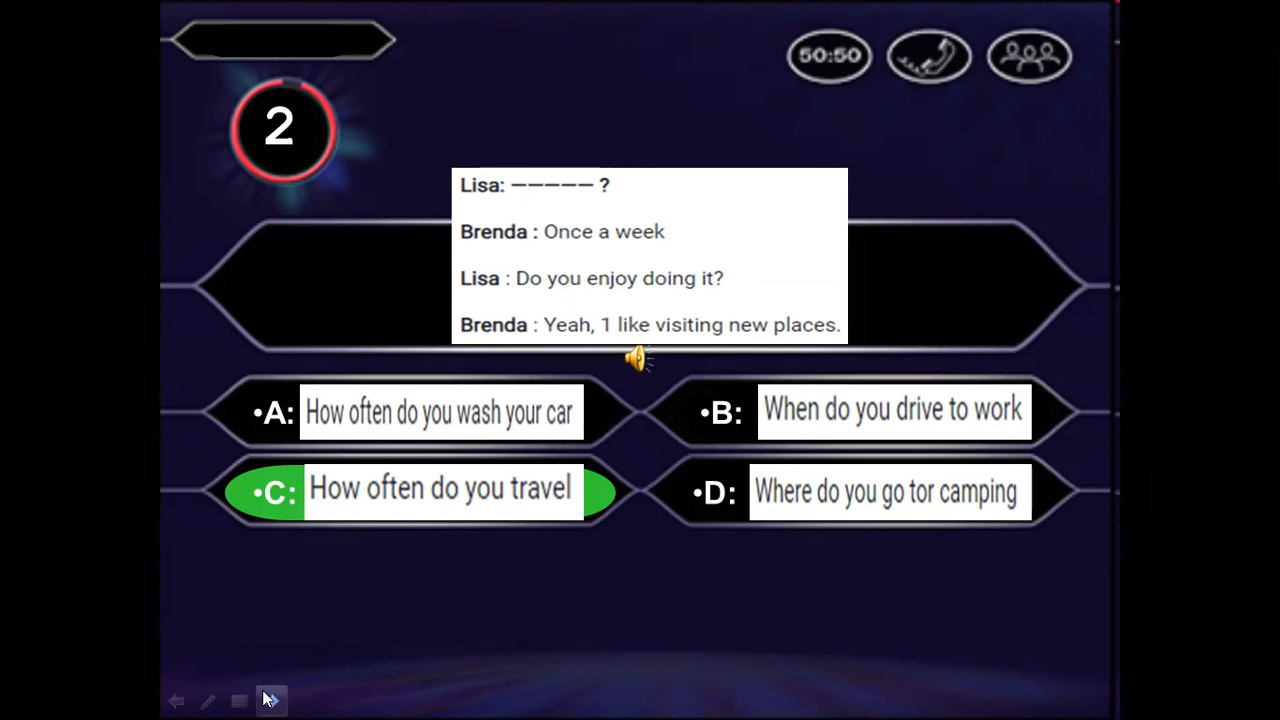 50:50
2
Lisa: ————— ?
Brenda : Once a week
Lisa : Do you enjoy doing it?
Brenda : Yeah, 1 like visiting new places.
•A: How often do you wash your car
•B: When do you drive to work
•C: How often do you travel
•D: Where do you go tor camping